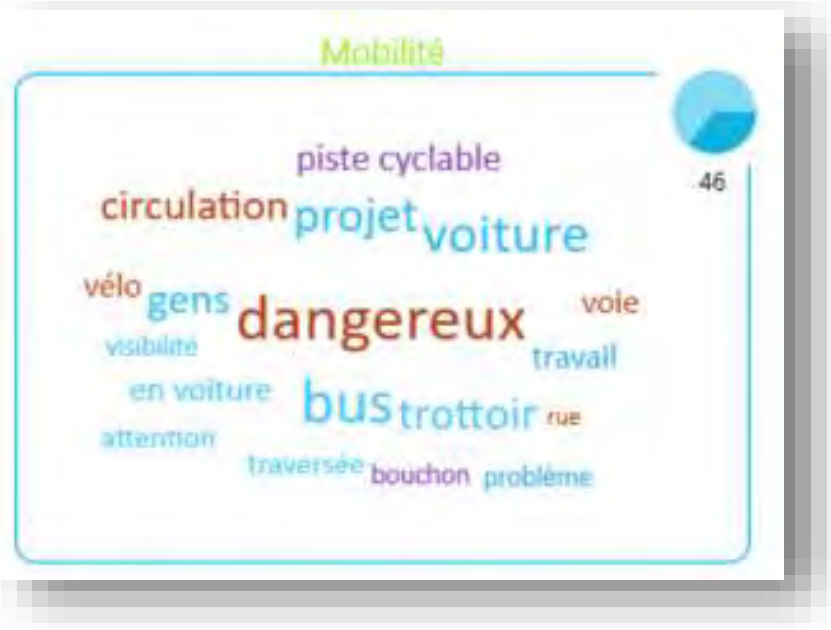 Mobilité
46
piste cyclable
circulation projet voiture
vélo gens dangereux voie
visibilité travail
en voiture bus trottoir rue
attention
traversée bouchon problème